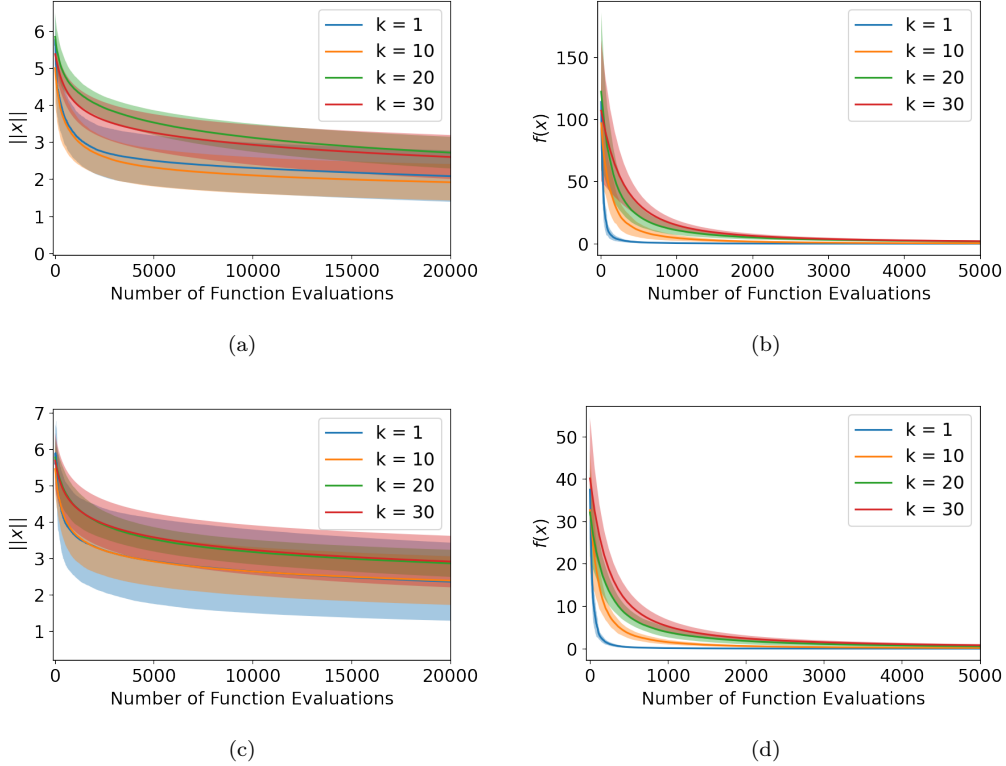 6
5
4
3
2
1
0
||x||
k = 1
k = 10
k = 20
k = 30
0 5000 10000 15000 20000
Number of Function Evaluations
(a)
150
100
50
0
f(x)
k = 1
k = 10
k = 20
k = 30
0 1000 2000 3000 4000 5000
Number of Function Evaluations
(b)
7
6
5
4
3
2
1
||x||
k = 1
k = 10
k = 20
k = 30
0 5000 10000 15000 20000
Number of Function Evaluations
(c)
50
40
30
20
10
0
f(x)
k = 1
k = 10
k = 20
k = 30
0 1000 2000 3000 4000 5000
Number of Function Evaluations
(d)